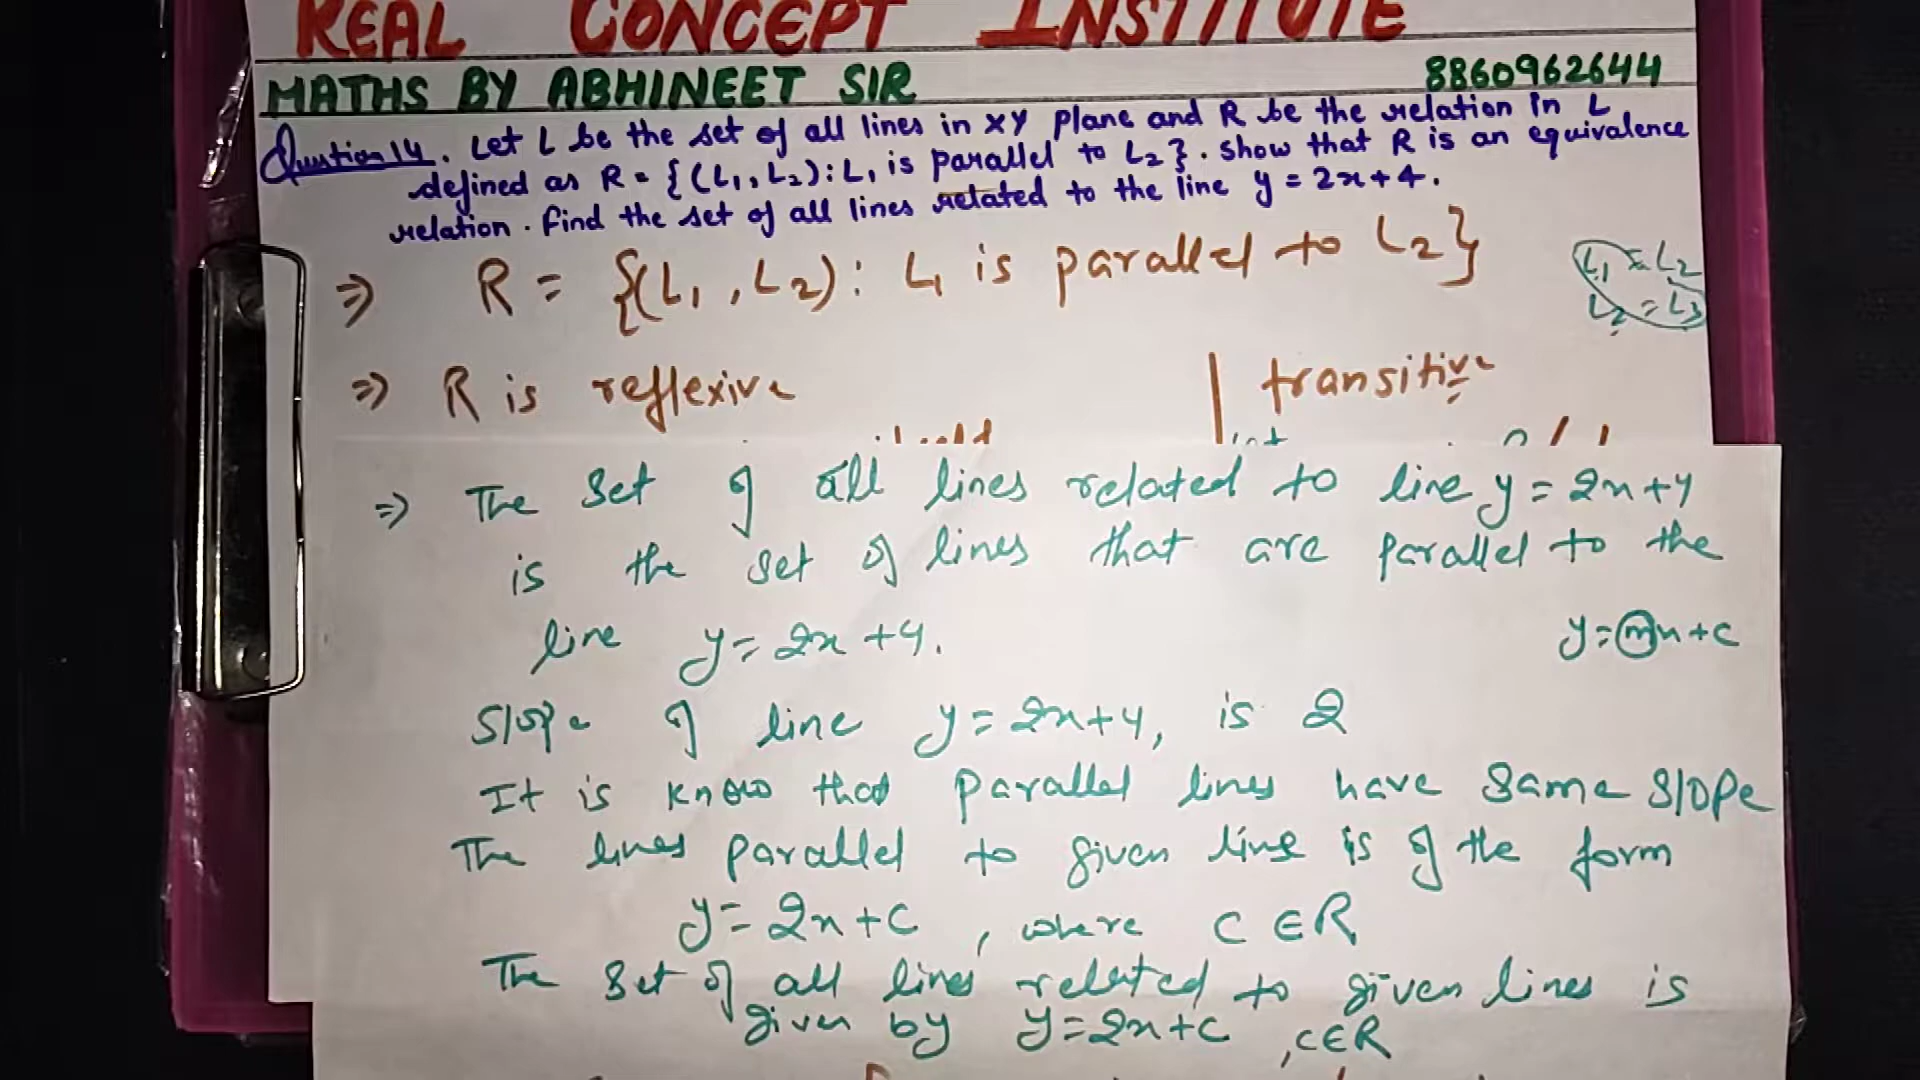 REAL CONCEPT INSTITUTE
MATHS BY ABHINEET SIR 8860962644
Question 14. Let L be the set of all lines in XY plane and R be the relation in L
defined as R = {(L₁, L₂): L₁ is parallel to L₂}. Show that R is an equivalence
relation. Find the set of all lines related to the line y = 2x+4.
⇒ R = {(L₁, L₂): L₁ is parallel to L₂}
L₁ = L₂
L₂ = L₃
⇒ R is reflexive | transitive
⇒ The Set of all lines related to line y = 2x+4
is the set of lines that are parallel to the
line y = 2x+4.
y = mx+c
Slope of line y = 2x+4, is 2
It is know that parallel lines have same slope
The lines parallel to given line is of the form
y = 2x+c, where C ∈ R
The Set of all lines related to given lines is
given by y = 2x+c, c∈R